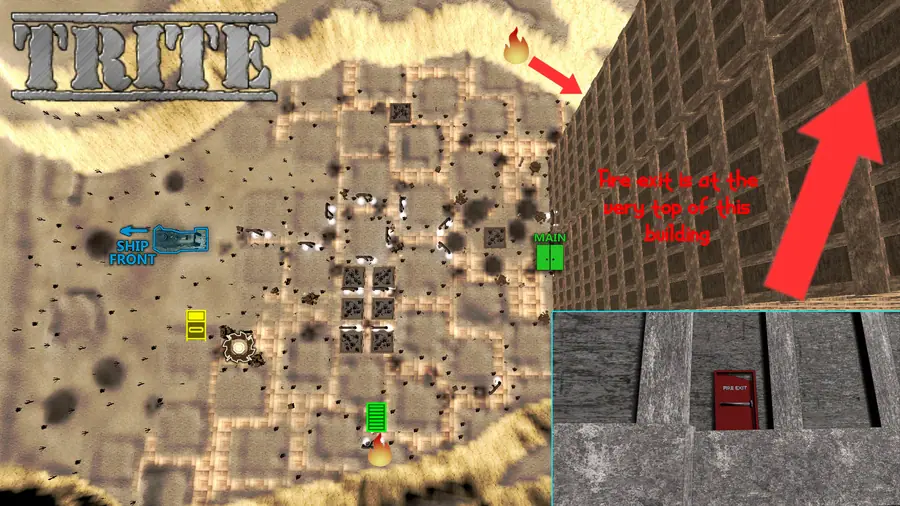 TRITE
Fire exit is at the
very top of this
building
MAIN
SHIP
FRONT
FIRE EXIT